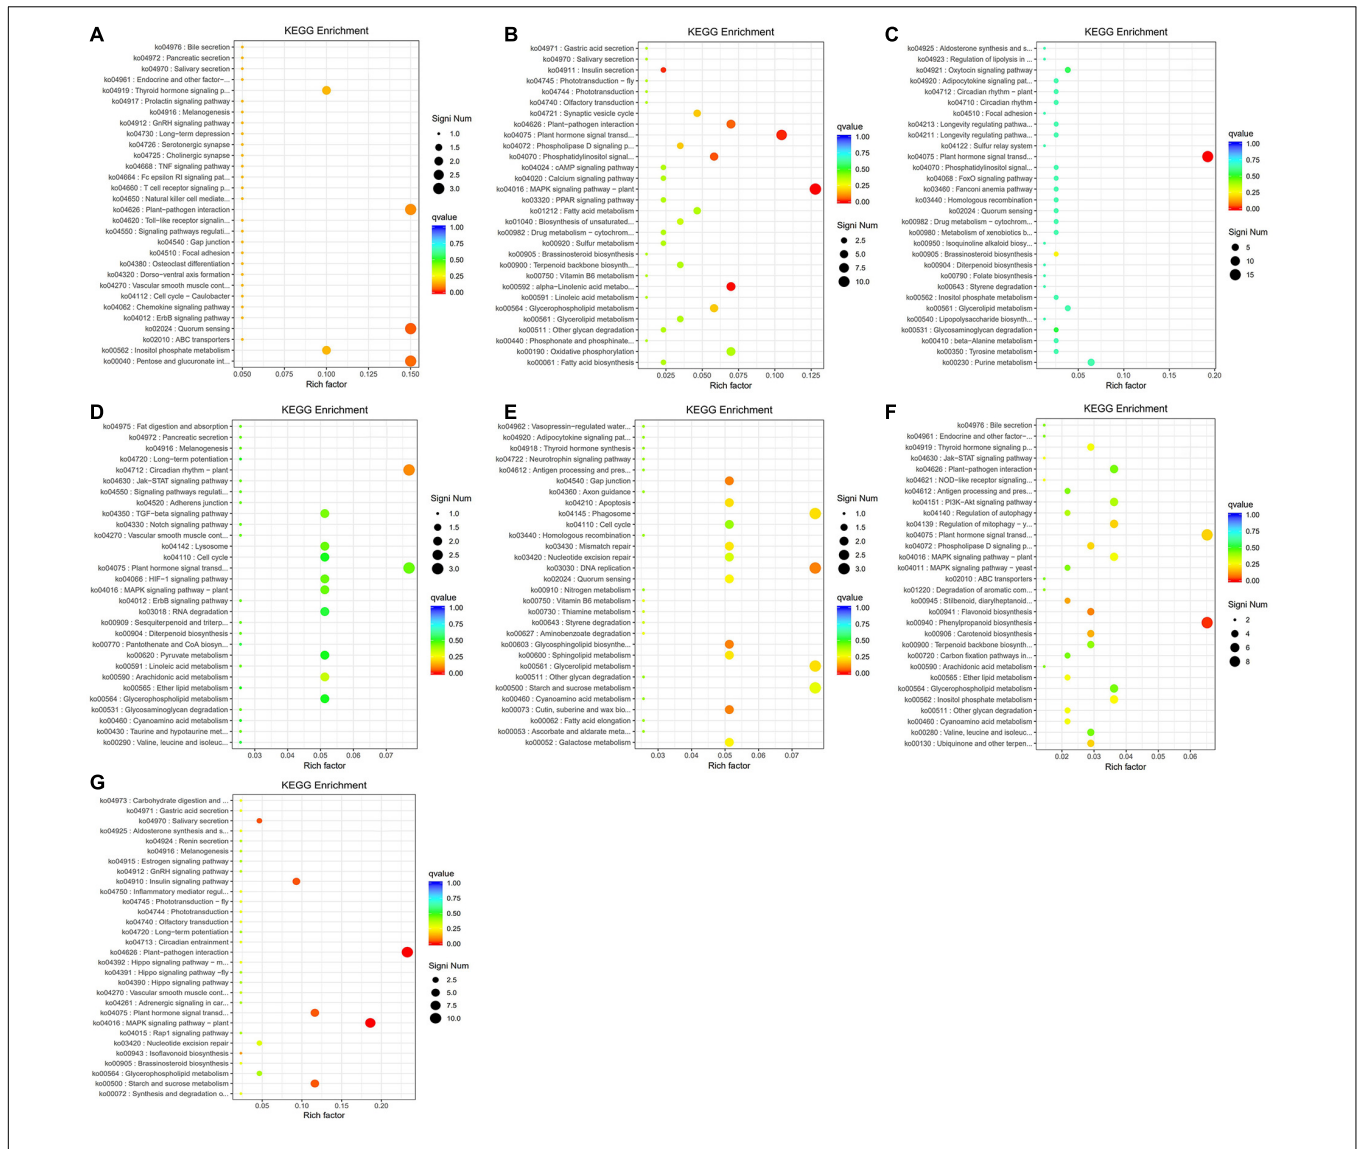 A
KEGG Enrichment
ko04976 : Bile secretion
ko04972 : Pancreatic secretion
ko04970 : Salivary secretion
ko04961 : Endocrine and other factor-...
ko04919 : Thyroid hormone signaling p...
ko04917 : Prolactin signaling pathway
ko04916 : Melanogenesis
ko04912 : GnRH signaling pathway
ko04730 : Long-term depression
ko04726 : Serotonergic synapse
ko04725 : Cholinergic synapse
ko04668 : TNF signaling pathway
ko04664 : Fc epsilon RI signaling pat...
ko04660 : T cell receptor signaling p...
ko04650 : Natural killer cell mediate...
ko04626 : Plant-pathogen interaction
ko04620 : Toll-like receptor signalin...
ko04550 : Signaling pathways regulati...
ko04540 : Gap junction
ko04510 : Focal adhesion
ko04380 : Osteoclast differentiation
ko04320 : Dorso-ventral axis formation
ko04270 : Vascular smooth muscle cont...
ko04112 : Cell cycle - Caulobacter
ko04062 : Chemokine signaling pathway
ko04012 : ErbB signaling pathway
ko02024 : Quorum sensing
ko02010 : ABC transporters
ko00562 : Inositol phosphate metabolism
ko00040 : Pentose and glucuronate int...
0.050 0.075 0.100 0.125 0.150
Rich factor
Signi Num
1.0
1.5
2.0
2.5
3.0
qvalue
1.00
0.75
0.50
0.25
0.00
B
KEGG Enrichment
ko04971 : Gastric acid secretion
ko04970 : Salivary secretion
ko04911 : Insulin secretion
ko04745 : Phototransduction - fly
ko04744 : Phototransduction
ko04740 : Olfactory transduction
ko04721 : Synaptic vesicle cycle
ko04626 : Plant-pathogen interaction
ko04075 : Plant hormone signal transd...
ko04072 : Phospholipase D signaling p...
ko04070 : Phosphatidylinositol signal...
ko04024 : cAMP signaling pathway
ko04020 : Calcium signaling pathway
ko04016 : MAPK signaling pathway - plant
ko03320 : PPAR signaling pathway
ko01212 : Fatty acid metabolism
ko01040 : Biosynthesis of unsaturated...
ko00982 : Drug metabolism - cytochrom...
ko00920 : Sulfur metabolism
ko00905 : Brassinosteroid biosynthesis
ko00900 : Terpenoid backbone biosynth...
ko00750 : Vitamin B6 metabolism
ko00592 : alpha-Linolenic acid metabo...
ko00591 : Linoleic acid metabolism
ko00564 : Glycerophospholipid metabolism
ko00561 : Glycerolipid metabolism
ko00511 : Other glycan degradation
ko00440 : Phosphonate and phosphinate...
ko00190 : Oxidative phosphorylation
ko00061 : Fatty acid biosynthesis
0.025 0.050 0.075 0.100 0.125
Rich factor
qvalue
1.00
0.75
0.50
0.25
0.00
Signi Num
2.5
5.0
7.5
10.0
C
KEGG Enrichment
ko04925 : Aldosterone synthesis and s...
ko04923 : Regulation of lipolysis in ...
ko04921 : Oxytocin signaling pathway
ko04920 : Adipocytokine signaling pat...
ko04712 : Circadian rhythm - plant
ko04710 : Circadian rhythm
ko04510 : Focal adhesion
ko04213 : Longevity regulating pathwa...
ko04211 : Longevity regulating pathwa...
ko04122 : Sulfur relay system
ko04075 : Plant hormone signal transd...
ko04070 : Phosphatidylinositol signal...
ko04068 : FoxO signaling pathway
ko03460 : Fanconi anemia pathway
ko03440 : Homologous recombination
ko02024 : Quorum sensing
ko00982 : Drug metabolism - cytochrom...
ko00980 : Metabolism of xenobiotics b...
ko00950 : Isoquinoline alkaloid biosy...
ko00905 : Brassinosteroid biosynthesis
ko00904 : Diterpenoid biosynthesis
ko00790 : Folate biosynthesis
ko00643 : Styrene degradation
ko00562 : Inositol phosphate metabolism
ko00561 : Glycerolipid metabolism
ko00540 : Lipopolysaccharide biosynth...
ko00531 : Glycosaminoglycan degradation
ko00410 : beta-Alanine metabolism
ko00350 : Tyrosine metabolism
ko00230 : Purine metabolism
0.05 0.10 0.15 0.20
Rich factor
qvalue
1.00
0.75
0.50
0.25
0.00
Signi Num
5
10
15
D
KEGG Enrichment
ko04975 : Fat digestion and absorption
ko04972 : Pancreatic secretion
ko04916 : Melanogenesis
ko04720 : Long-term potentiation
ko04712 : Circadian rhythm - plant
ko04630 : Jak-STAT signaling pathway
ko04550 : Signaling pathways regulati...
ko04520 : Adherens junction
ko04350 : TGF-beta signaling pathway
ko04330 : Notch signaling pathway
ko04270 : Vascular smooth muscle cont...
ko04142 : Lysosome
ko04110 : Cell cycle
ko04075 : Plant hormone signal transd...
ko04066 : HIF-1 signaling pathway
ko04016 : MAPK signaling pathway - plant
ko04012 : ErbB signaling pathway
ko03018 : RNA degradation
ko00909 : Sesquiterpenoid and triterp...
ko00904 : Diterpenoid biosynthesis
ko00770 : Pantothenate and CoA biosyn...
ko00620 : Pyruvate metabolism
ko00591 : Linoleic acid metabolism
ko00590 : Arachidonic acid metabolism
ko00565 : Ether lipid metabolism
ko00564 : Glycerophospholipid metabolism
ko00531 : Glycosaminoglycan degradation
ko00460 : Cyanoamino acid metabolism
ko00430 : Taurine and hypotaurine met...
ko00290 : Valine, leucine and isoleuc...
0.03 0.04 0.05 0.06 0.07
Rich factor
Signi Num
1.0
1.5
2.0
2.5
3.0
qvalue
1.00
0.75
0.50
0.25
0.00
E
KEGG Enrichment
ko04962 : Vasopressin-regulated water...
ko04920 : Adipocytokine signaling pat...
ko04918 : Thyroid hormone synthesis
ko04722 : Neurotrophin signaling pathway
ko04612 : Antigen processing and pres...
ko04540 : Gap junction
ko04360 : Axon guidance
ko04210 : Apoptosis
ko04145 : Phagosome
ko04110 : Cell cycle
ko03440 : Homologous recombination
ko03430 : Mismatch repair
ko03420 : Nucleotide excision repair
ko03030 : DNA replication
ko02024 : Quorum sensing
ko00910 : Nitrogen metabolism
ko00750 : Vitamin B6 metabolism
ko00730 : Thiamine metabolism
ko00643 : Styrene degradation
ko00627 : Aminobenzoate degradation
ko00603 : Glycosphingolipid biosynthe...
ko00600 : Sphingolipid metabolism
ko00561 : Glycerolipid metabolism
ko00511 : Other glycan degradation
ko00500 : Starch and sucrose metabolism
ko00460 : Cyanoamino acid metabolism
ko00073 : Cutin, suberine and wax bio...
ko00062 : Fatty acid elongation
ko00053 : Ascorbate and aldarate meta...
ko00052 : Galactose metabolism
0.03 0.04 0.05 0.06 0.07
Rich factor
Signi Num
1.0
1.5
2.0
2.5
3.0
qvalue
1.00
0.75
0.50
0.25
0.00
F
KEGG Enrichment
ko04976 : Bile secretion
ko04961 : Endocrine and other factor-...
ko04919 : Thyroid hormone signaling p...
ko04630 : Jak-STAT signaling pathway
ko04626 : Plant-pathogen interaction
ko04621 : NOD-like receptor signaling...
ko04612 : Antigen processing and pres...
ko04151 : PI3K-Akt signaling pathway
ko04140 : Regulation of autophagy
ko04139 : Regulation of mitophagy - y...
ko04075 : Plant hormone signal transd...
ko04072 : Phospholipase D signaling p...
ko04016 : MAPK signaling pathway - plant
ko04011 : MAPK signaling pathway - yeast
ko02010 : ABC transporters
ko01220 : Degradation of aromatic com...
ko00945 : Stilbenoid, diarylheptanoid...
ko00941 : Flavonoid biosynthesis
ko00940 : Phenylpropanoid biosynthesis
ko00906 : Carotenoid biosynthesis
ko00900 : Terpenoid backbone biosynth...
ko00720 : Carbon fixation pathways in...
ko00590 : Arachidonic acid metabolism
ko00565 : Ether lipid metabolism
ko00564 : Glycerophospholipid metabolism
ko00562 : Inositol phosphate metabolism
ko00511 : Other glycan degradation
ko00460 : Cyanoamino acid metabolism
ko00280 : Valine, leucine and isoleuc...
ko00130 : Ubiquinone and other terpen...
0.02 0.03 0.04 0.05 0.06
Rich factor
qvalue
1.00
0.75
0.50
0.25
0.00
Signi Num
2
4
6
8
G
KEGG Enrichment
ko04973 : Carbohydrate digestion and ...
ko04971 : Gastric acid secretion
ko04970 : Salivary secretion
ko04925 : Aldosterone synthesis and s...
ko04924 : Renin secretion
ko04916 : Melanogenesis
ko04915 : Estrogen signaling pathway
ko04912 : GnRH signaling pathway
ko04910 : Insulin signaling pathway
ko04750 : Inflammatory mediator regul...
ko04745 : Phototransduction - fly
ko04744 : Phototransduction
ko04740 : Olfactory transduction
ko04720 : Long-term potentiation
ko04713 : Circadian entrainment
ko04626 : Plant-pathogen interaction
ko04392 : Hippo signaling pathway - m...
ko04391 : Hippo signaling pathway -fly
ko04390 : Hippo signaling pathway
ko04270 : Vascular smooth muscle cont...
ko04261 : Adrenergic signaling in car...
ko04075 : Plant hormone signal transd...
ko04016 : MAPK signaling pathway - plant
ko04015 : Rap1 signaling pathway
ko03420 : Nucleotide excision repair
ko00943 : Isoflavonoid biosynthesis
ko00905 : Brassinosteroid biosynthesis
ko00564 : Glycerophospholipid metabolism
ko00500 : Starch and sucrose metabolism
ko00072 : Synthesis and degradation o...
0.05 0.10 0.15 0.20
Rich factor
qvalue
1.00
0.75
0.50
0.25
0.00
Signi Num
2.5
5.0
7.5
10.0